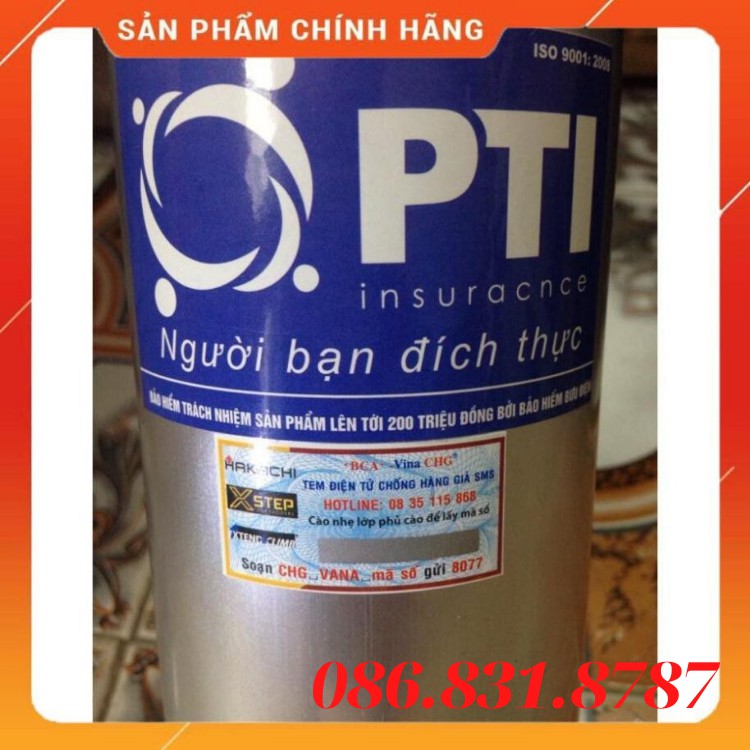 SẢN PHẨM CHÍNH HÃNG
ISO 9001: 2008
PTI
insuracnce
Người bạn đích thực
BẢO HIỂM TRÁCH NHIỆM SẢN PHẨM LÊN TỚI 200 TRIỆU ĐỒNG BỞI BẢO HIỂM BƯU ĐIỆN
HAKACHI
"BCA - Vina CHG"
TEM ĐIỆN TỬ CHỐNG HÀNG GIẢ SMS
XSTEP
HOTLINE: 08 35 115 868
Cào nhẹ lớp phủ cào để lấy mã số
XTEND CLIMB
Soạn CHG_VANA_mã số gửi 8077
086.831.8787